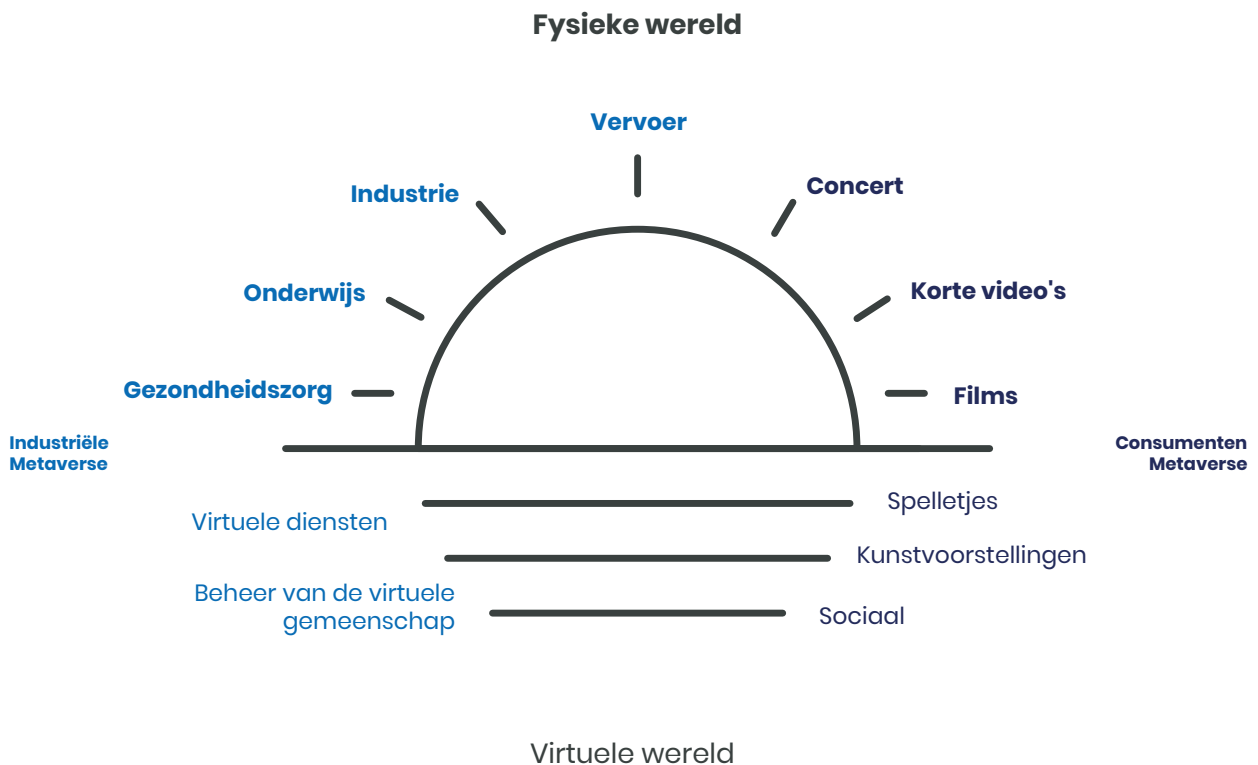 Fysieke wereld
Vervoer
Industrie
Concert
Onderwijs
Korte video's
Gezondheidszorg
Films
Industriële
Metaverse
Consumenten
Metaverse
Virtuele diensten
Spelletjes
Kunstvoorstellingen
Beheer van de virtuele
gemeenschap
Sociaal
Virtuele wereld